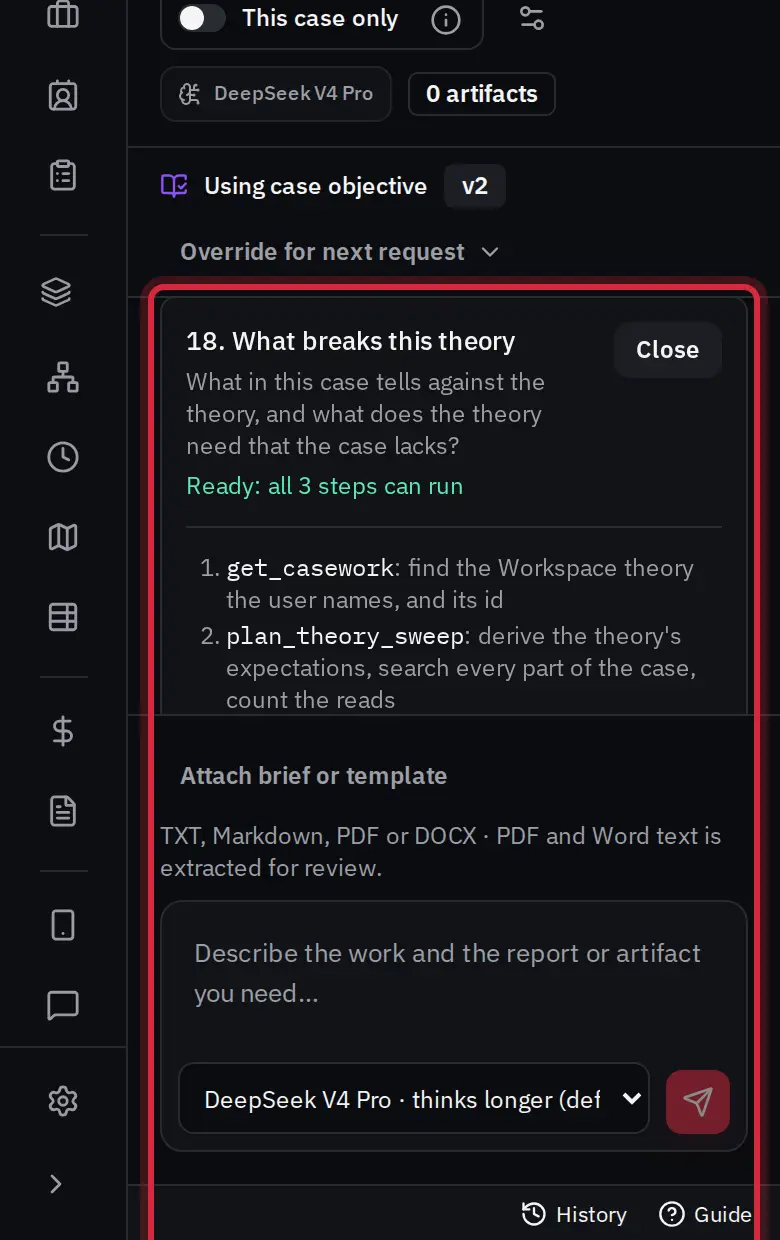 This case only
DeepSeek V4 Pro
0 artifacts
Using case objective
v2
Override for next request
18. What breaks this theory
Close
What in this case tells against the
theory, and what does the theory
need that the case lacks?
Ready: all 3 steps can run
1. get_casework: find the Workspace theory
the user names, and its id
2. plan_theory_sweep: derive the theory's
expectations, search every part of the case,
count the reads
Attach brief or template
TXT, Markdown, PDF or DOCX · PDF and Word text is
extracted for review.
Describe the work and the report or artifact
you need...
DeepSeek V4 Pro · thinks longer (def
History
Guide